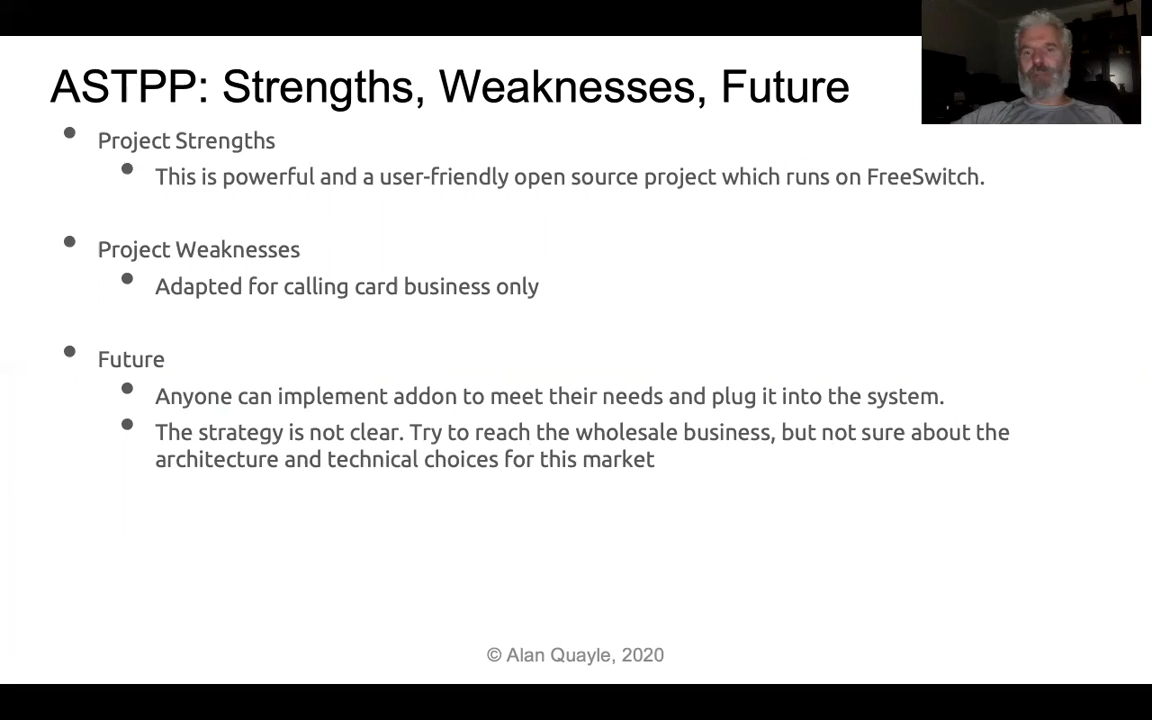 ASTPP: Strengths, Weaknesses, Future
Project Strengths
This is powerful and a user-friendly open source project which runs on FreeSwitch.
Project Weaknesses
Adapted for calling card business only
Future
Anyone can implement addon to meet their needs and plug it into the system.
The strategy is not clear. Try to reach the wholesale business, but not sure about the
architecture and technical choices for this market
© Alan Quayle, 2020